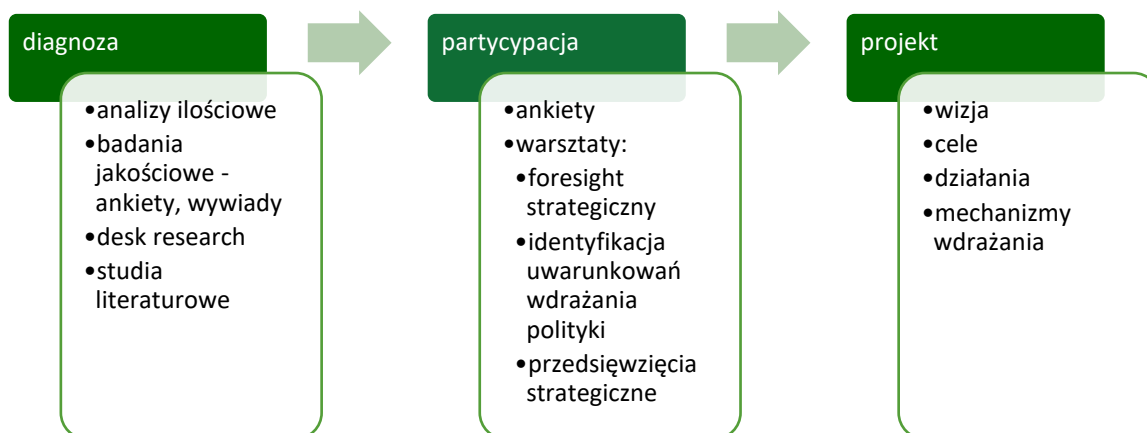 diagnoza
•analizy ilościowe
•badania
jakościowe -
ankiety, wywiady
•desk research
•studia
literaturowe
partycypacja
•ankiety
•warsztaty:
•foresight
strategiczny
•identyfikacja
uwarunkowań
wdrażania
polityki
•przedsięwzięcia
strategiczne
projekt
•wizja
•cele
•działania
•mechanizmy
wdrażania